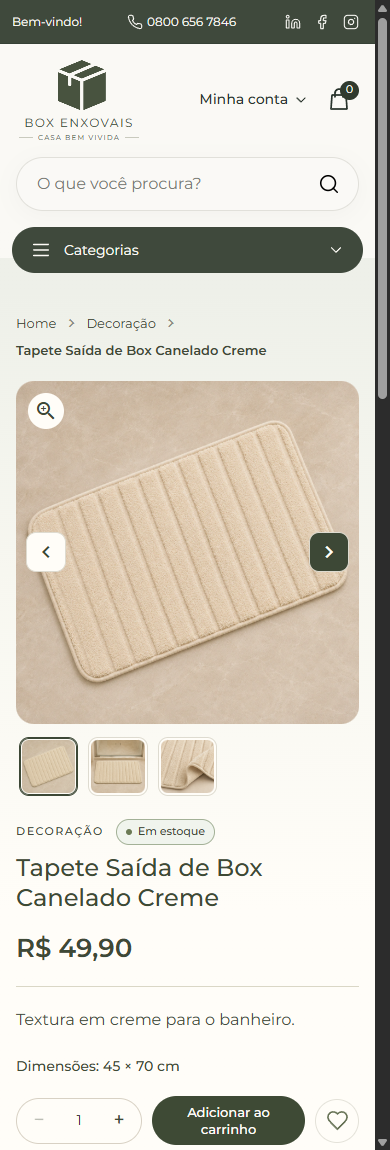 Bem-vindo!
0800 656 7846
BOX ENXOVAIS
CASA BEM VIVIDA
Minha conta
0
O que você procura?
Categorias
Home
Decoração
Tapete Saída de Box Canelado Creme
DECORAÇÃO
Em estoque
Tapete Saída de Box
Canelado Creme
R$ 49,90
Textura em creme para o banheiro.
Dimensões: 45 × 70 cm
− 1 +
Adicionar ao
carrinho